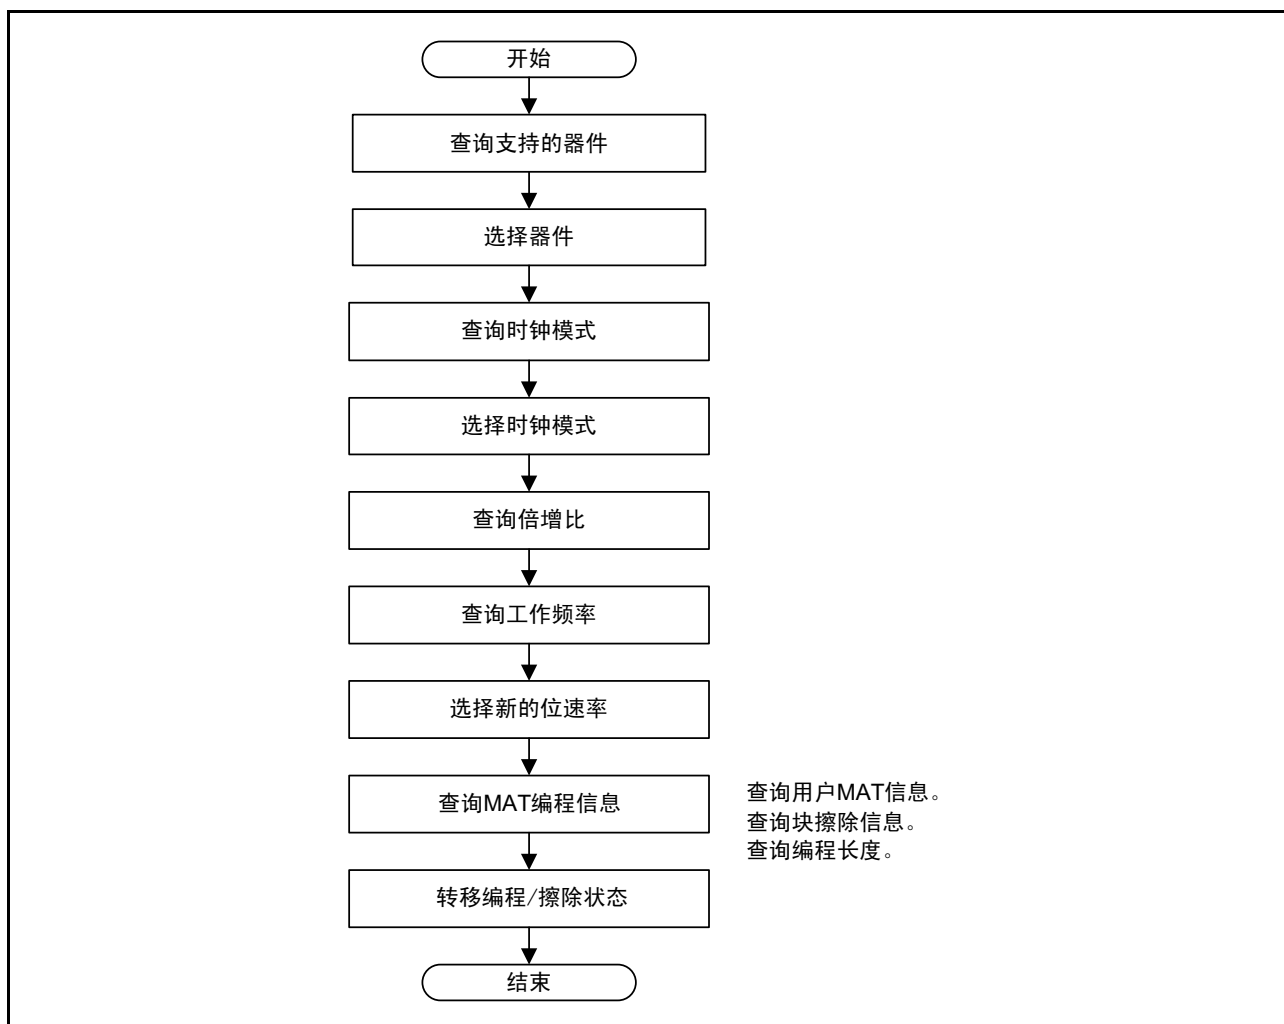 开始
查询支持的器件
选择器件
查询时钟模式
选择时钟模式
查询倍增比
查询工作频率
选择新的位速率
查询MAT编程信息
查询用户MAT信息。
查询块擦除信息。
查询编程长度。
转移编程/擦除状态
结束